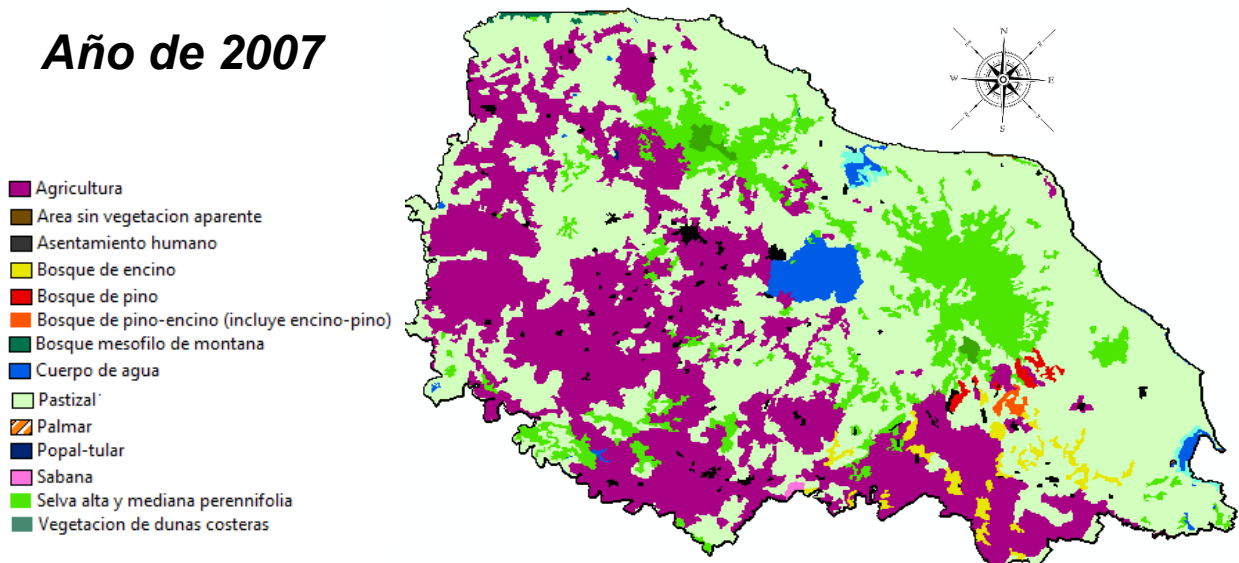 Año de 2007
N
W
E
S
Agricultura
Area sin vegetacion aparente
Asentamiento humano
Bosque de encino
Bosque de pino
Bosque de pino-encino (incluye encino-pino)
Bosque mesofilo de montana
Cuerpo de agua
Pastizal
Palmar
Popal-tular
Sabana
Selva alta y mediana perennifolia
Vegetacion de dunas costeras